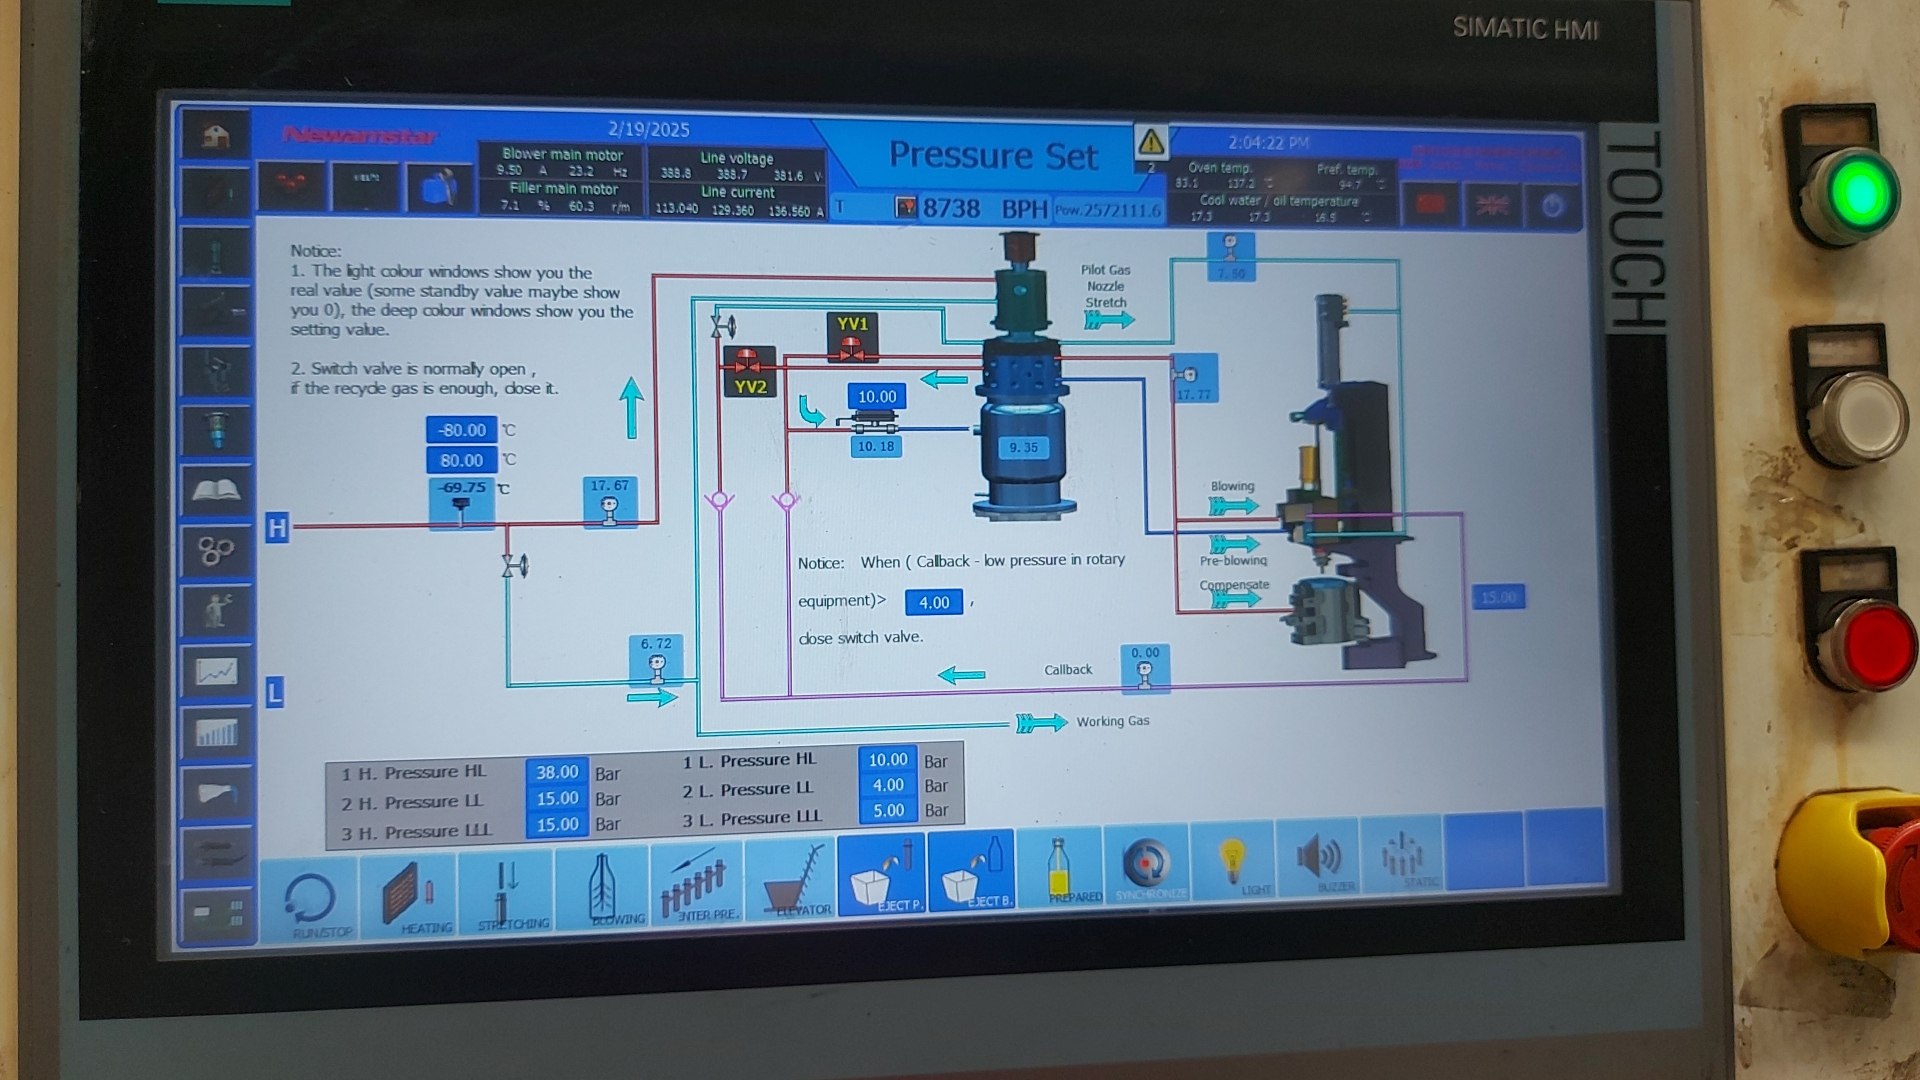 SIMATIC HMI
TOUCH
Newamstar
2/19/2025
Pressure Set
2
2:04:22 PM
Blower main motor
9.50 A 23.2 Hz
Filler main motor
7.1 % 60.3 r/m
Line voltage
388.8 388.7 381.6 V
Line current
113.040 129.360 136.560 A
T
8738 BPH
Pow.2572111.6
Oven temp.
83.1 137.2 ℃
Pref. temp.
94.7 ℃
Cool water / oil temperature
17.3 17.3 16.5 ℃
Notice:
1. The light colour windows show you the
real value (some standby value maybe show
you 0), the deep colour windows show you the
setting value.
2. Switch valve is normally open ,
if the recycle gas is enough, close it.
-80.00 ℃
80.00 ℃
-69.75 ℃
17.67
H
L
YV1
YV2
10.00
10.18
9.35
Pilot Gas
Nozzle
Stretch
7.50
17.77
Blowing
Pre-blowing
Compensate
15.00
Notice: When ( Callback - low pressure in rotary
equipment)> 4.00 ,
close switch valve.
6.72
Callback
0.00
Working Gas
1 H. Pressure HL 38.00 Bar
2 H. Pressure LL 15.00 Bar
3 H. Pressure LLL 15.00 Bar
1 L. Pressure HL 10.00 Bar
2 L. Pressure LL 4.00 Bar
3 L. Pressure LLL 5.00 Bar
RUN/STOP
HEATING
STRETCHING
BLOWING
ENTER PRE.
ELEVATOR
EJECT P.
EJECT B.
PREPARED
SYNCHRONIZE
LIGHT
BUZZER
STATIC